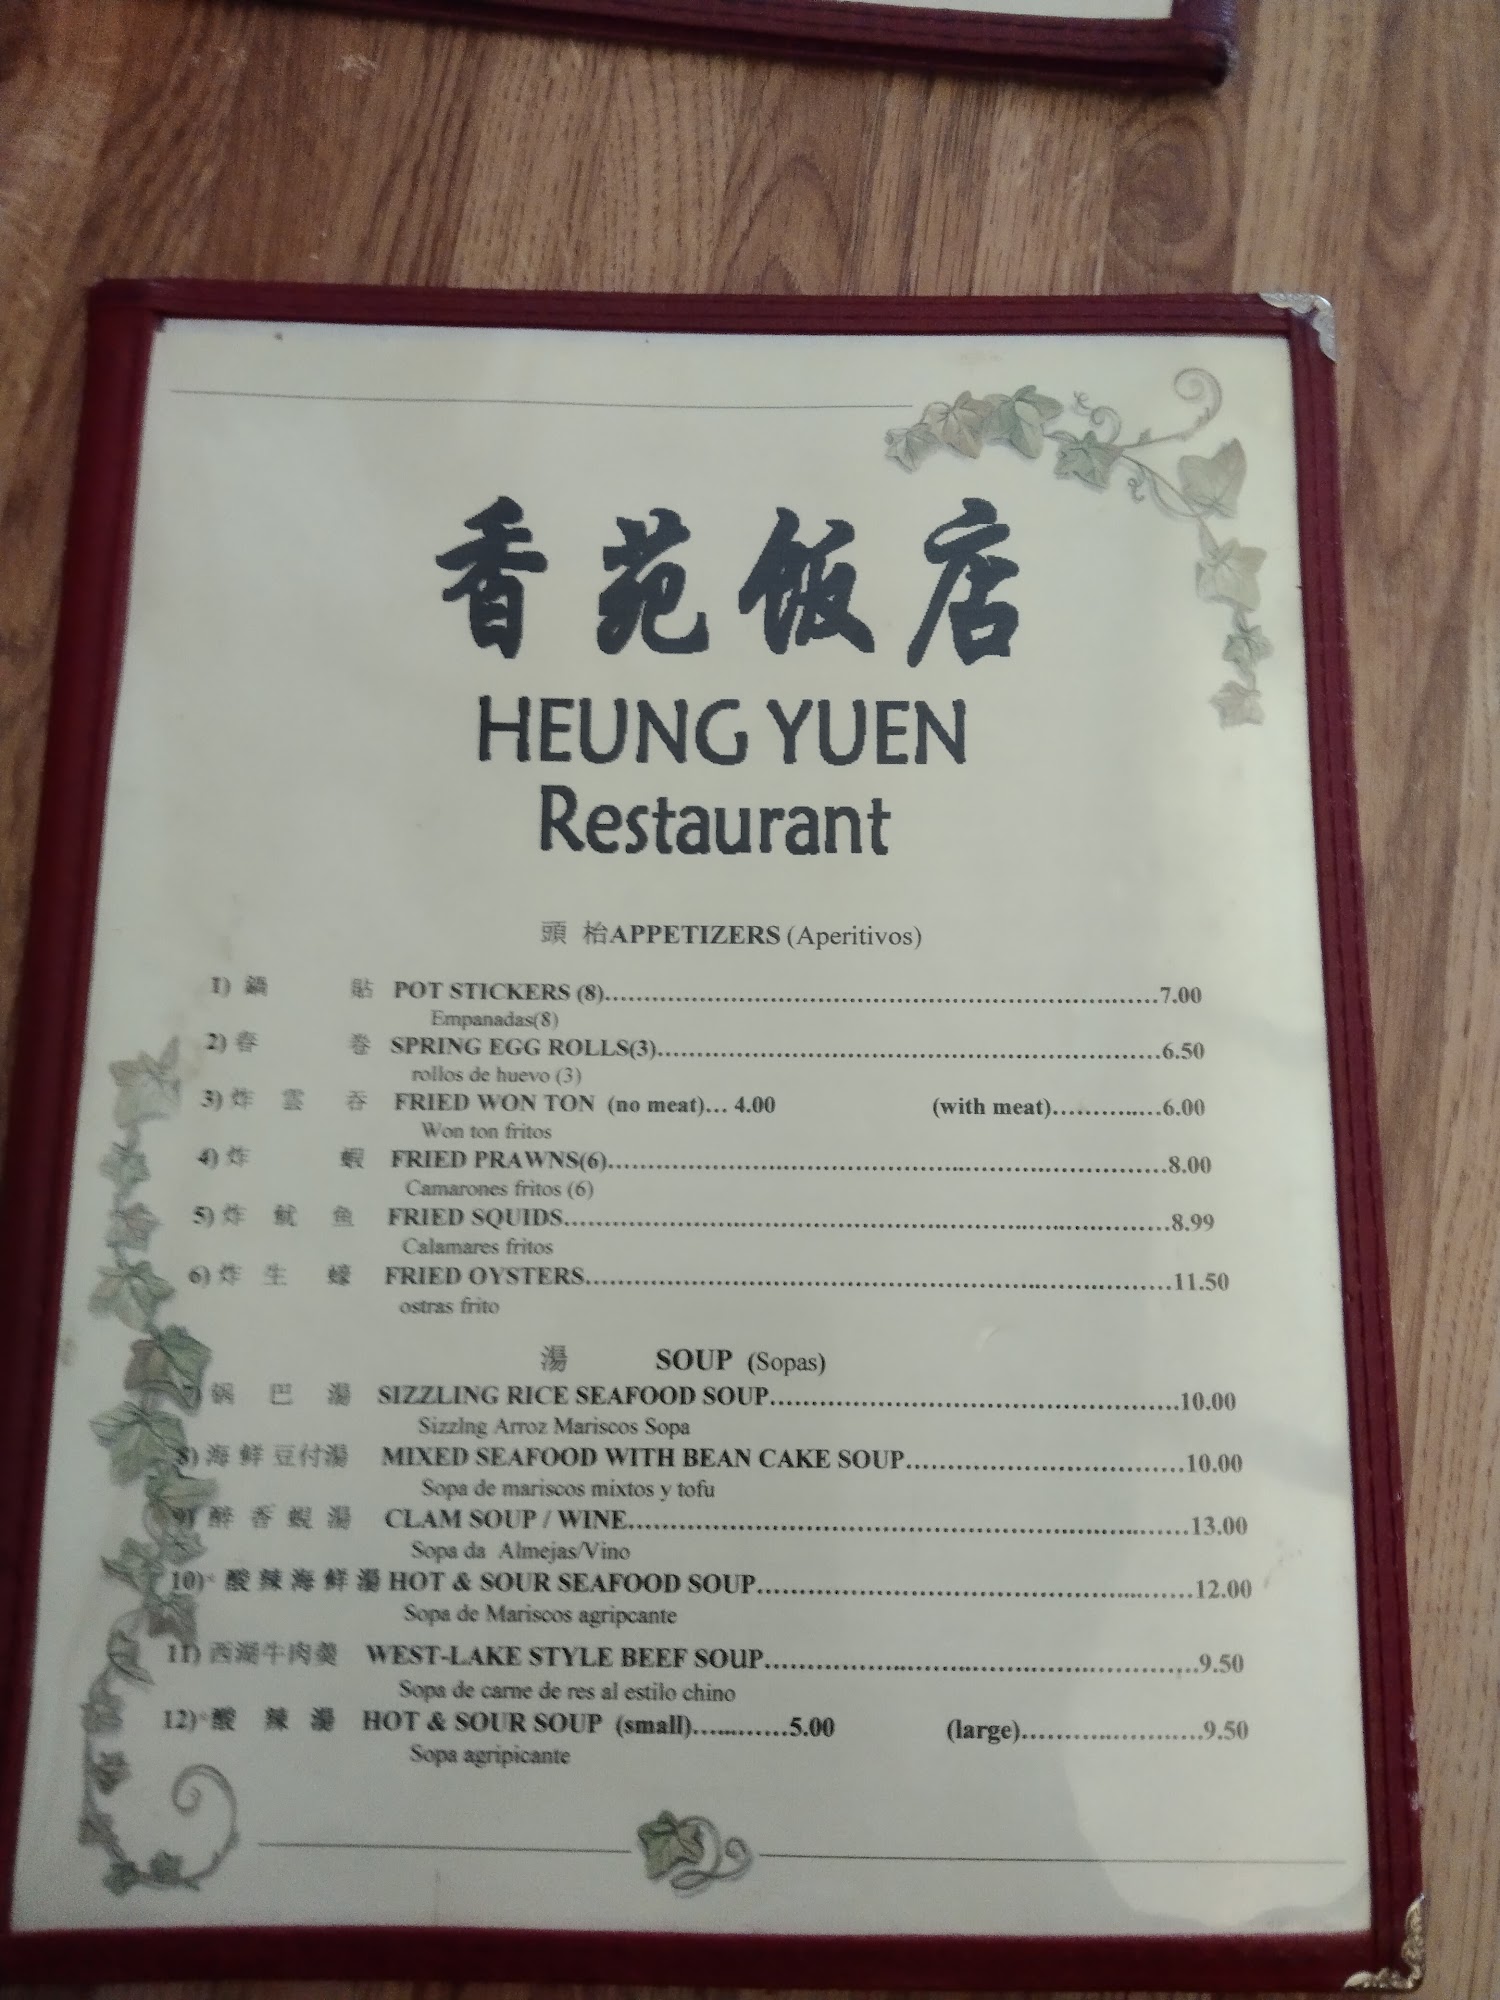 香苑飯店
HEUNG YUEN
Restaurant
頭 枱APPETIZERS (Aperitivos)
1) 鍋 貼 POT STICKERS (8)..........7.00
Empanadas(8)
2) 春 卷 SPRING EGG ROLLS(3)..........6.50
rollos de huevo (3)
3) 炸 雲 吞 FRIED WON TON (no meat)... 4.00 (with meat)..........6.00
Won ton fritos
4) 炸 蝦 FRIED PRAWNS(6)..........8.00
Camarones fritos (6)
5) 炸 魷 鱼 FRIED SQUIDS..........8.99
Calamares fritos
6) 炸 生 蠔 FRIED OYSTERS..........11.50
ostras frito
湯 SOUP (Sopas)
7) 锅 巴 湯 SIZZLING RICE SEAFOOD SOUP..........10.00
Sizzlng Arroz Mariscos Sopa
8) 海 鲜 豆付湯 MIXED SEAFOOD WITH BEAN CAKE SOUP..........10.00
Sopa de mariscos mixtos y tofu
9) 醉 香 蜆 湯 CLAM SOUP / WINE..........13.00
Sopa da Almejas/Vino
10)* 酸 辣 海 鮮 湯 HOT & SOUR SEAFOOD SOUP..........12.00
Sopa de Mariscos agripcante
11) 西湖牛肉羹 WEST-LAKE STYLE BEEF SOUP..........9.50
Sopa de carne de res al estilo chino
12)*酸 辣 湯 HOT & SOUR SOUP (small)..........5.00 (large)..........9.50
Sopa agripicante